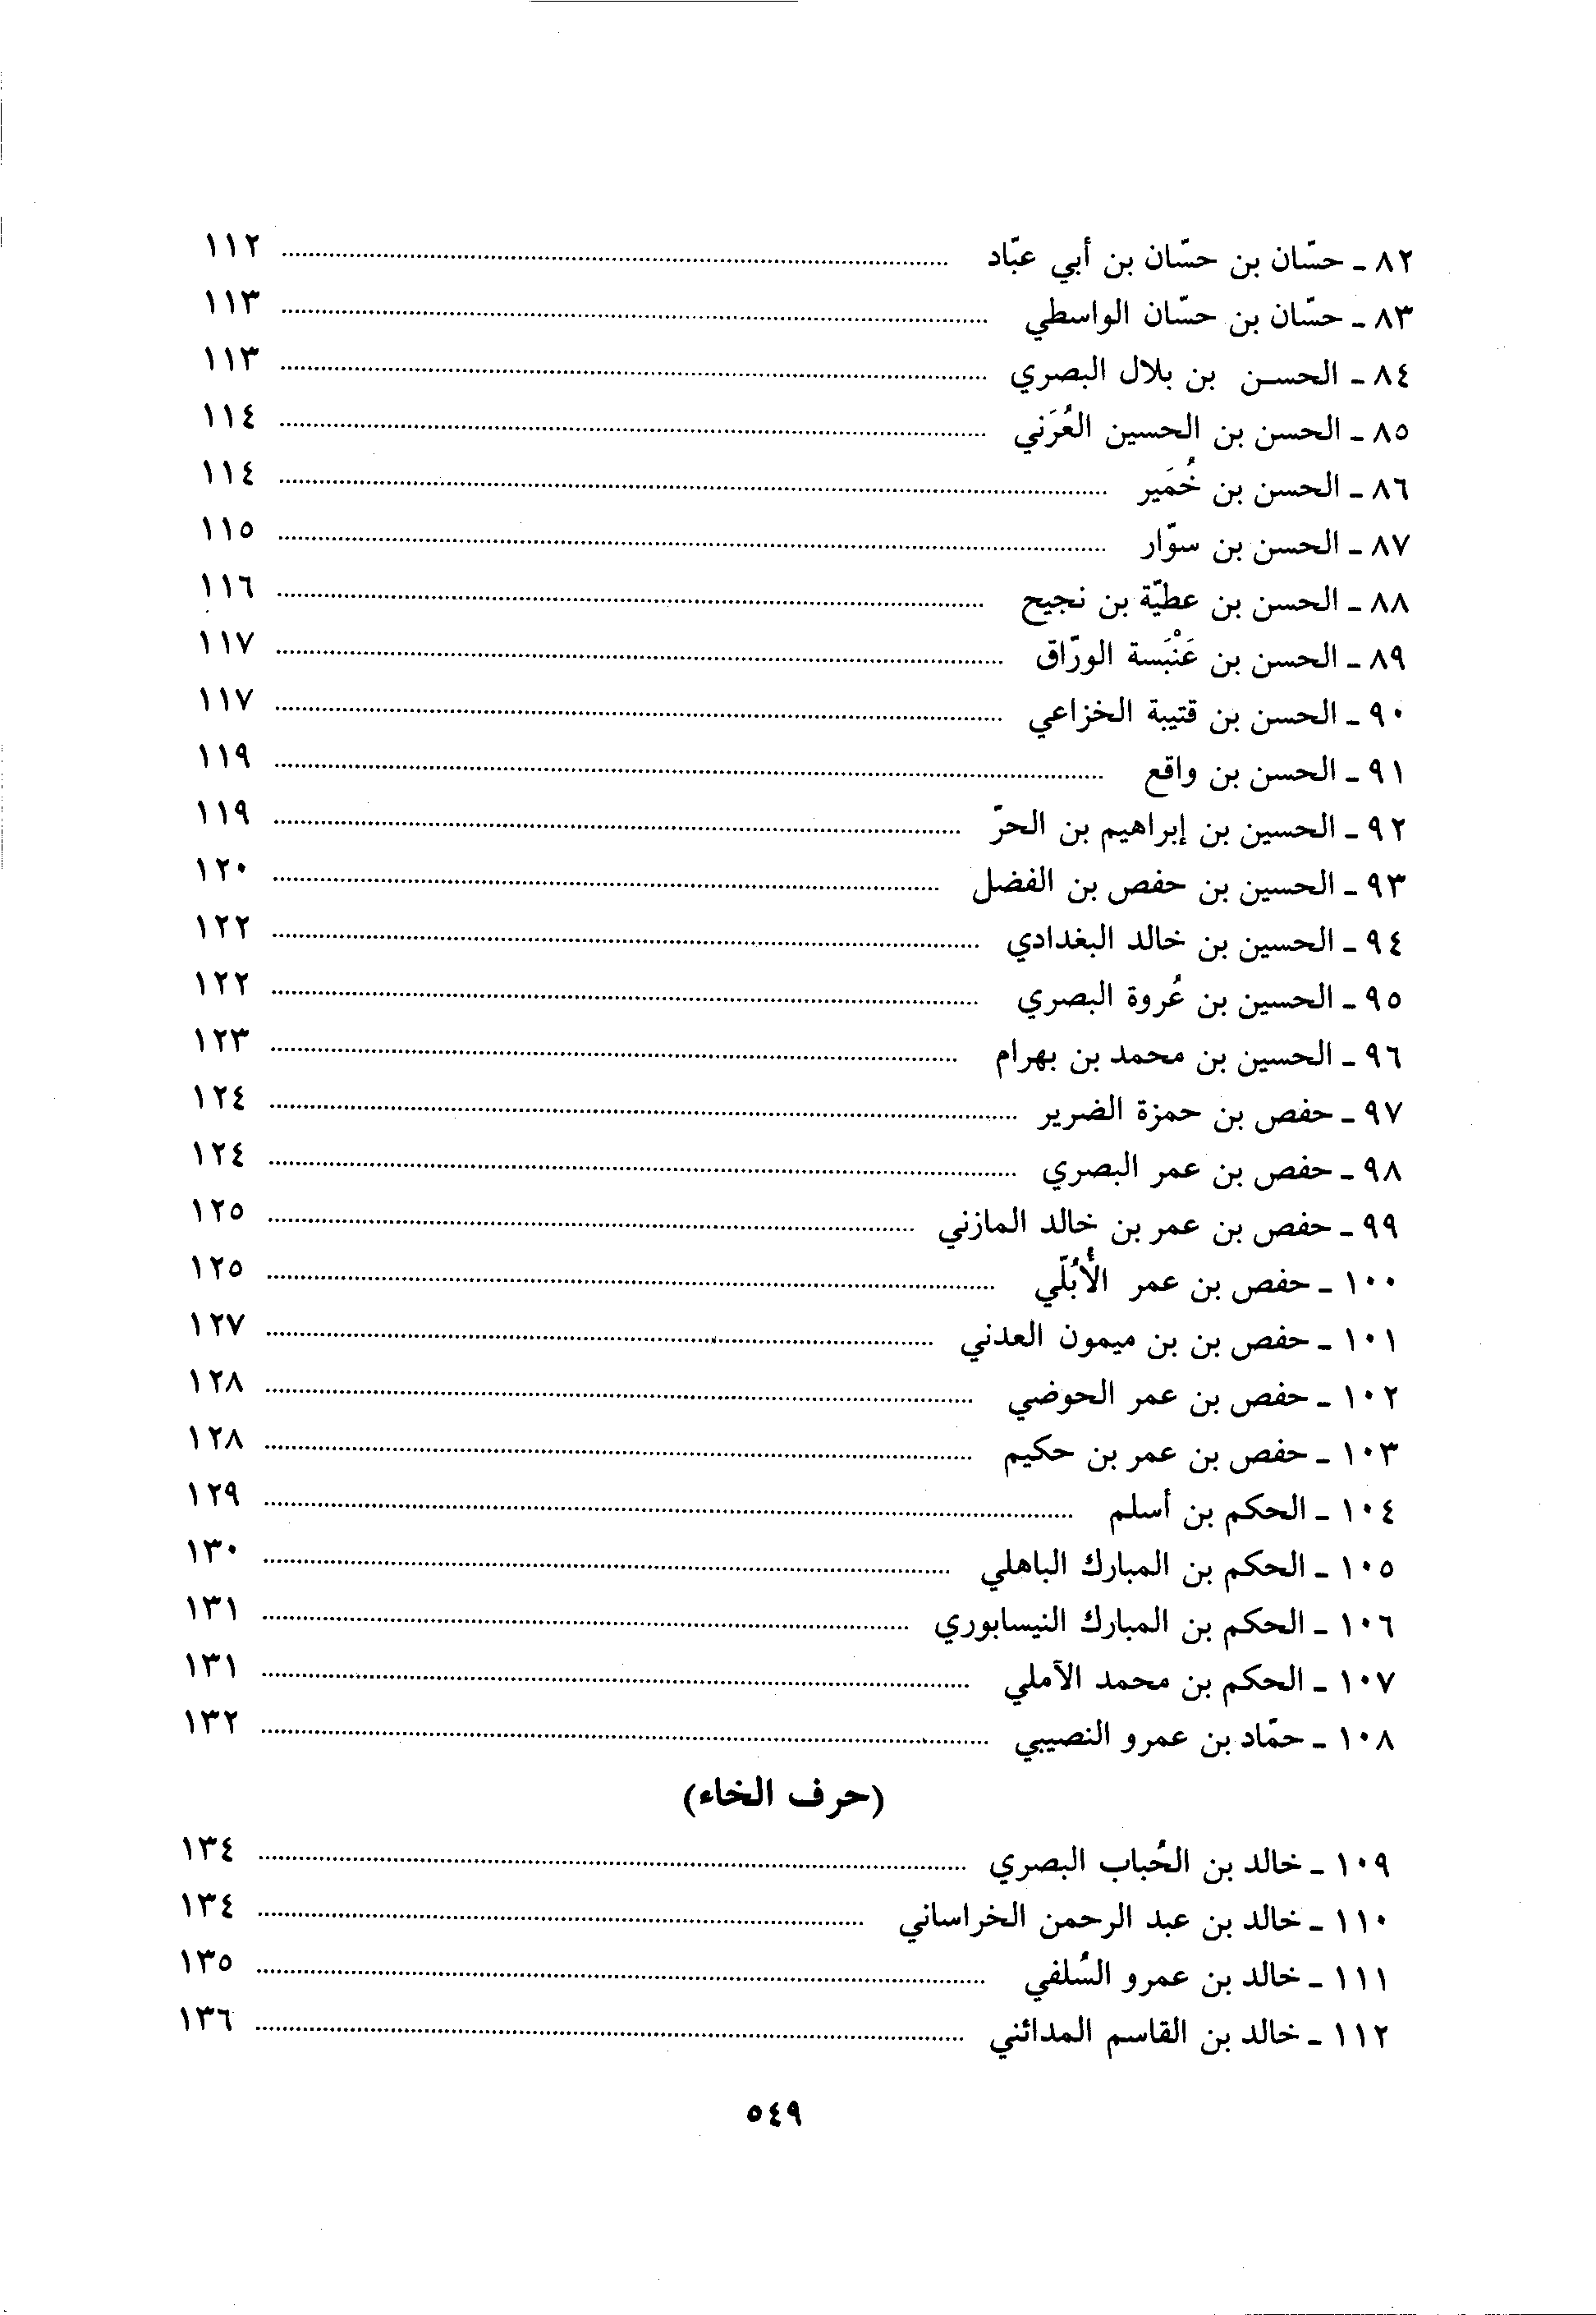 ٨٢ ـ حسّان بن حسّان بن أبي عبّاد ........ ١١٢
٨٣ ـ حسّان بن حسّان الواسطي ........ ١١٣
٨٤ ـ الحسـن بن بلال البصري ........ ١١٣
٨٥ ـ الحسن بن الحسين العُرَني ........ ١١٤
٨٦ ـ الحسن بن خُمَير ........ ١١٤
٨٧ ـ الحسن بن سوّار ........ ١١٥
٨٨ ـ الحسن بن عطيّة بن نجيح ........ ١١٦
٨٩ ـ الحسن بن عَنْبَسة الورّاق ........ ١١٧
٩٠ ـ الحسن بن قتيبة الخزاعي ........ ١١٧
٩١ ـ الحسن بن واقع ........ ١١٩
٩٢ ـ الحسين بن إبراهيم بن الحرّ ........ ١١٩
٩٣ ـ الحسين بن حفص بن الفضل ........ ١٢٠
٩٤ ـ الحسين بن خالد البغدادي ........ ١٢٢
٩٥ ـ الحسين بن عُروة البصري ........ ١٢٢
٩٦ ـ الحسين بن محمد بن بهرام ........ ١٢٣
٩٧ ـ حفص بن حمزة الضرير ........ ١٢٤
٩٨ ـ حفص بن عمر البصري ........ ١٢٤
٩٩ ـ حفص بن عمر بن خالد المازني ........ ١٢٥
١٠٠ ـ حفص بن عمر الأُبُلّي ........ ١٢٥
١٠١ ـ حفص بن بن ميمون العدني ........ ١٢٧
١٠٢ ـ حفص بن عمر الحوضي ........ ١٢٨
١٠٣ ـ حفص بن عمر بن حكيم ........ ١٢٨
١٠٤ ـ الحكم بن أسلم ........ ١٢٩
١٠٥ ـ الحكم بن المبارك الباهلي ........ ١٣٠
١٠٦ ـ الحكم بن المبارك النيسابوري ........ ١٣١
١٠٧ ـ الحكم بن محمد الآملي ........ ١٣١
١٠٨ ـ حمّاد بن عمرو النصيبي ........ ١٣٢
(حرف الخاء)
١٠٩ ـ خالد بن الحُباب البصري ........ ١٣٤
١١٠ ـ خالد بن عبد الرحمن الخراساني ........ ١٣٤
١١١ ـ خالد بن عمرو السُلفي ........ ١٣٥
١١٢ ـ خالد بن القاسم المدائني ........ ١٣٦
٥٤٩